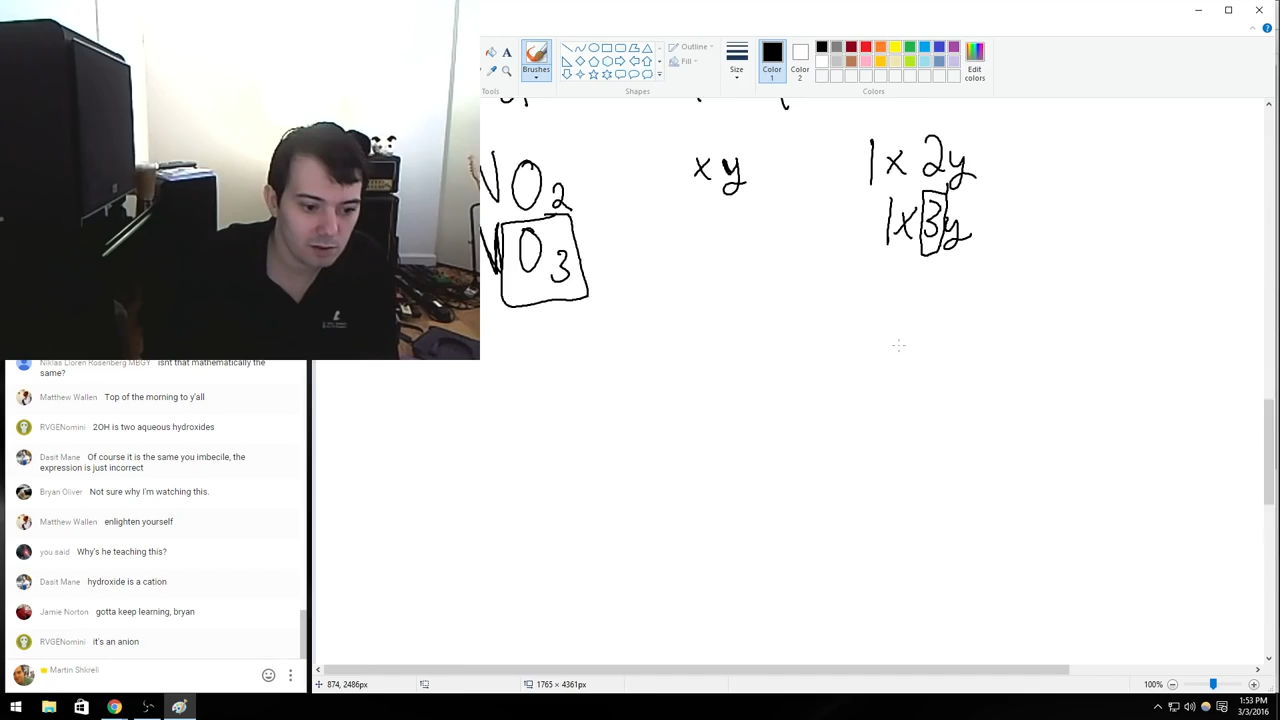 Outline
Fill
Tools
Brushes
Shapes
Size
Color 1
Color 2
Edit colors
Colors
NO2
x y
1x 2y
NO3
1x3y
Niklas Lloren Rosenberg MBGY isnt that mathematically the same?
Matthew Wallen Top of the morning to y'all
RVGENomini 2OH is two aqueous hydroxides
Dasit Mane Of course it is the same you imbecile, the
expression is just incorrect
Bryan Oliver Not sure why I'm watching this.
Matthew Wallen enlighten yourself
you said Why's he teaching this?
Dasit Mane hydroxide is a cation
Jamie Norton gotta keep learning, bryan
RVGENomini it's an anion
Martin Shkreli
874, 2486px
1765 × 4361px
100%
1:53 PM
3/3/2016